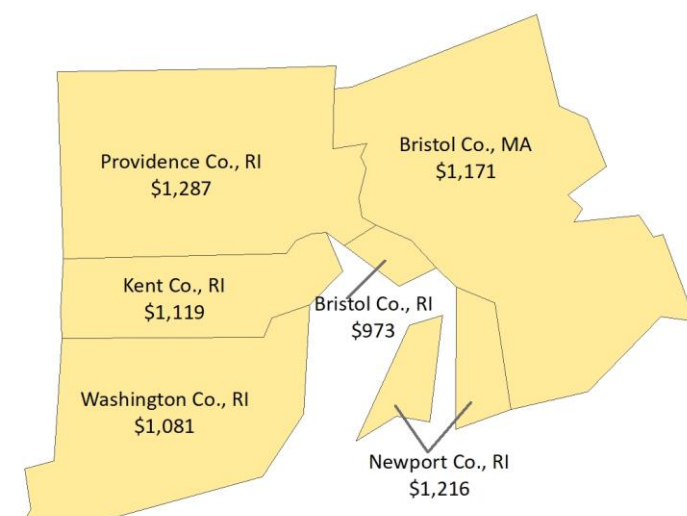 Providence Co., RI
$1,287
Bristol Co., MA
$1,171
Kent Co., RI
$1,119
Bristol Co., RI
$973
Washington Co., RI
$1,081
Newport Co., RI
$1,216